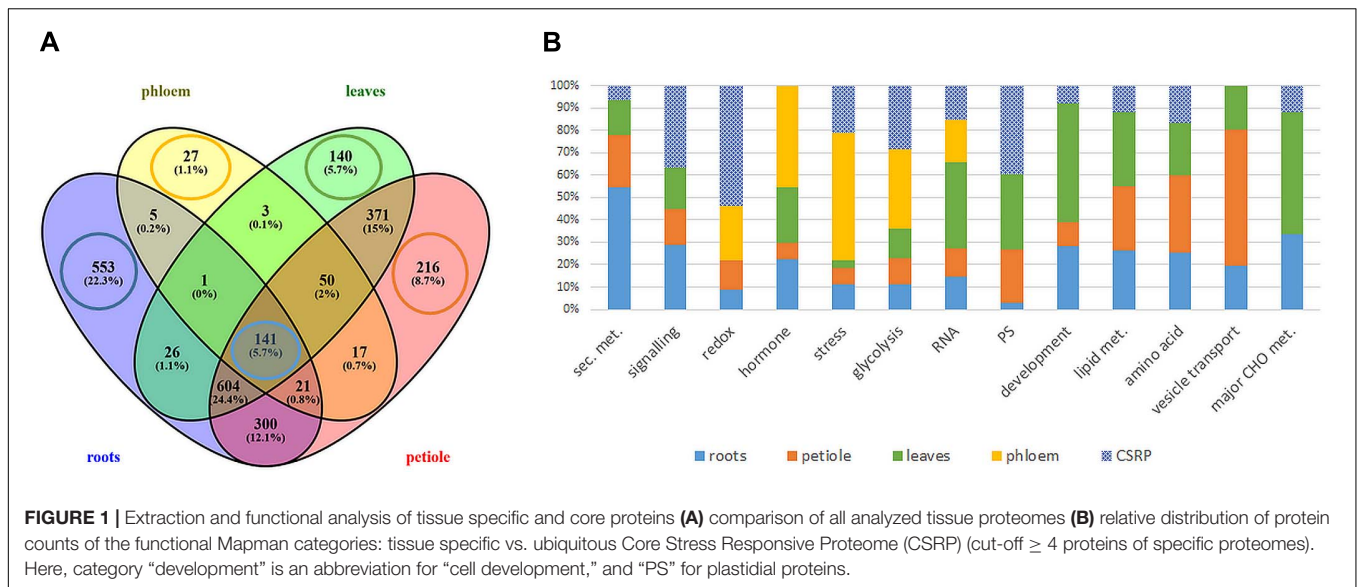 A
B
phloem
leaves
27
(1.1%)
140
(5.7%)
5
(0.2%)
3
(0.1%)
371
(15%)
553
(22.3%)
1
(0%)
50
(2%)
216
(8.7%)
141
(5.7%)
26
(1.1%)
17
(0.7%)
604
(24.4%)
21
(0.8%)
300
(12.1%)
roots
petiole
100%
90%
80%
70%
60%
50%
40%
30%
20%
10%
0%
sec. met.
signalling
redox
hormone
stress
glycolysis
RNA
PS
development
lipid met.
amino acid
vesicle transport
major CHO met.
roots petiole leaves phloem CSRP
FIGURE 1 | Extraction and functional analysis of tissue specific and core proteins (A) comparison of all analyzed tissue proteomes (B) relative distribution of protein
counts of the functional Mapman categories: tissue specific vs. ubiquitous Core Stress Responsive Proteome (CSRP) (cut-off ≥ 4 proteins of specific proteomes).
Here, category “development” is an abbreviation for “cell development,” and “PS” for plastidial proteins.